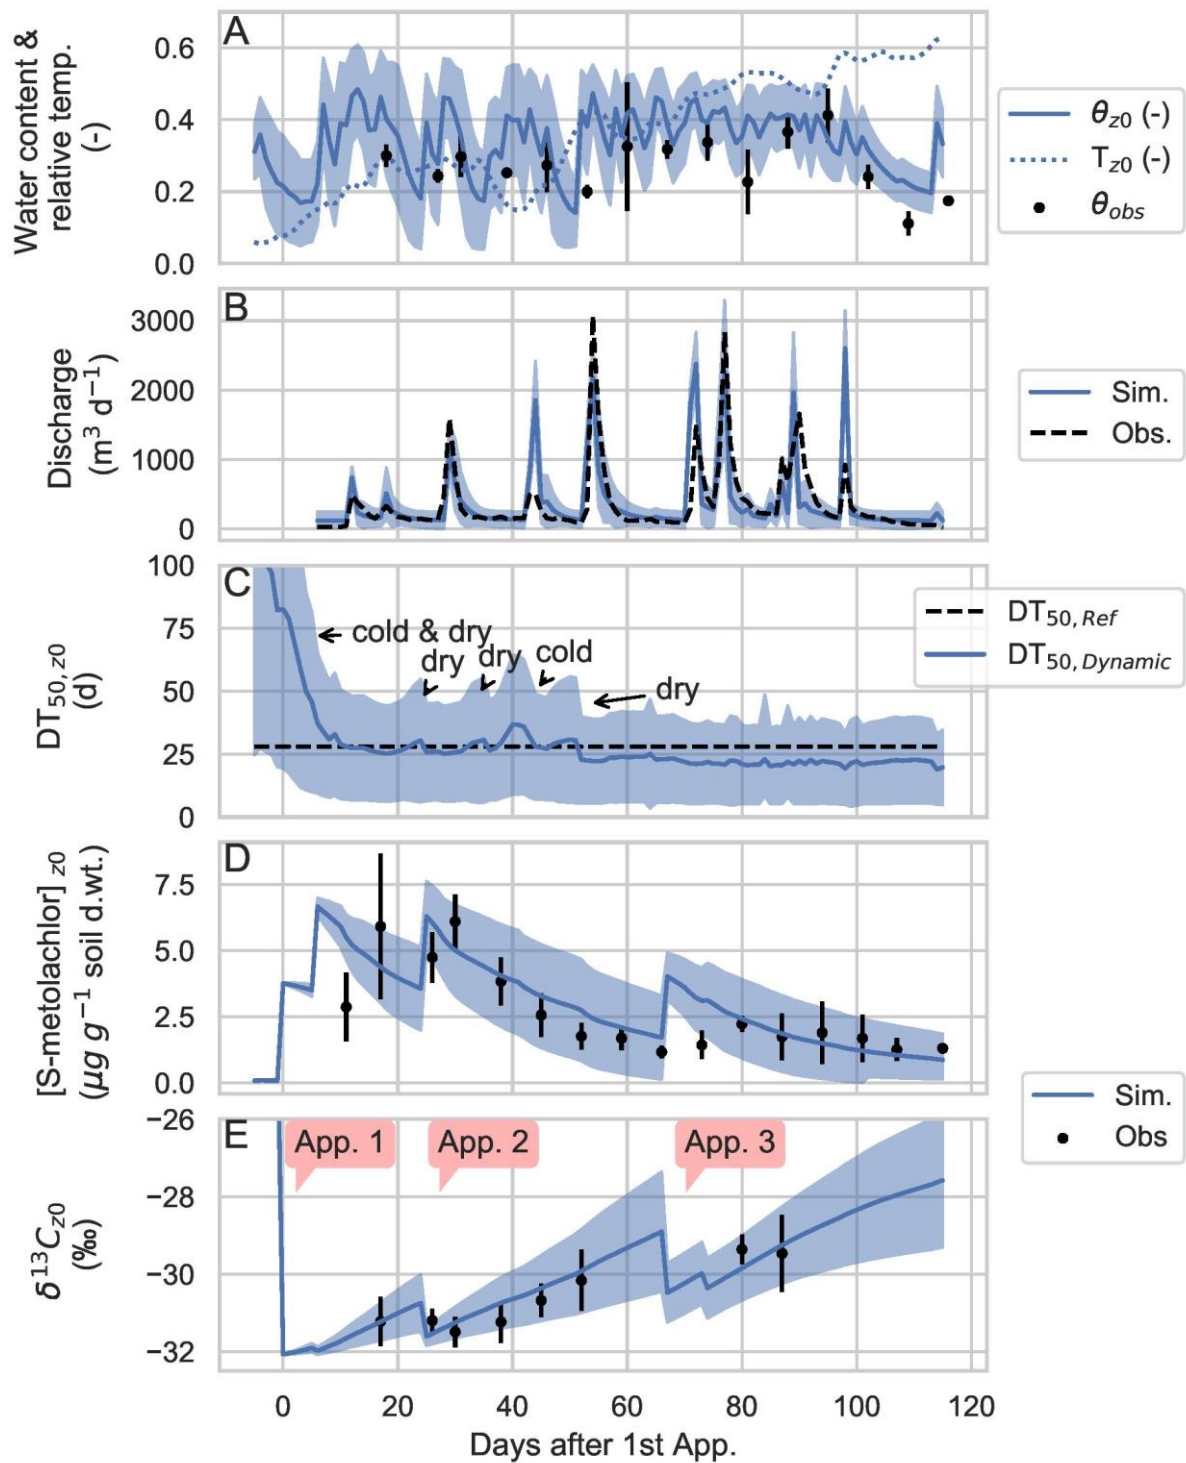 A
Water content &
relative temp.
(-)
0.6
0.4
0.2
0.0
θz0 (-)
Tz0 (-)
θobs
B
Discharge
(m³ d⁻¹)
3000
2000
1000
0
Sim.
Obs.
C
DT50, z0
(d)
100
75
50
25
0
cold & dry
dry
dry
cold
dry
DT50, Ref
DT50, Dynamic
D
[S-metolachlor] z0
(μg g⁻¹ soil d.wt.)
7.5
5.0
2.5
0.0
Sim.
Obs
E
δ¹³Cz0
(‰)
−26
−28
−30
−32
App. 1
App. 2
App. 3
0 20 40 60 80 100 120
Days after 1st App.